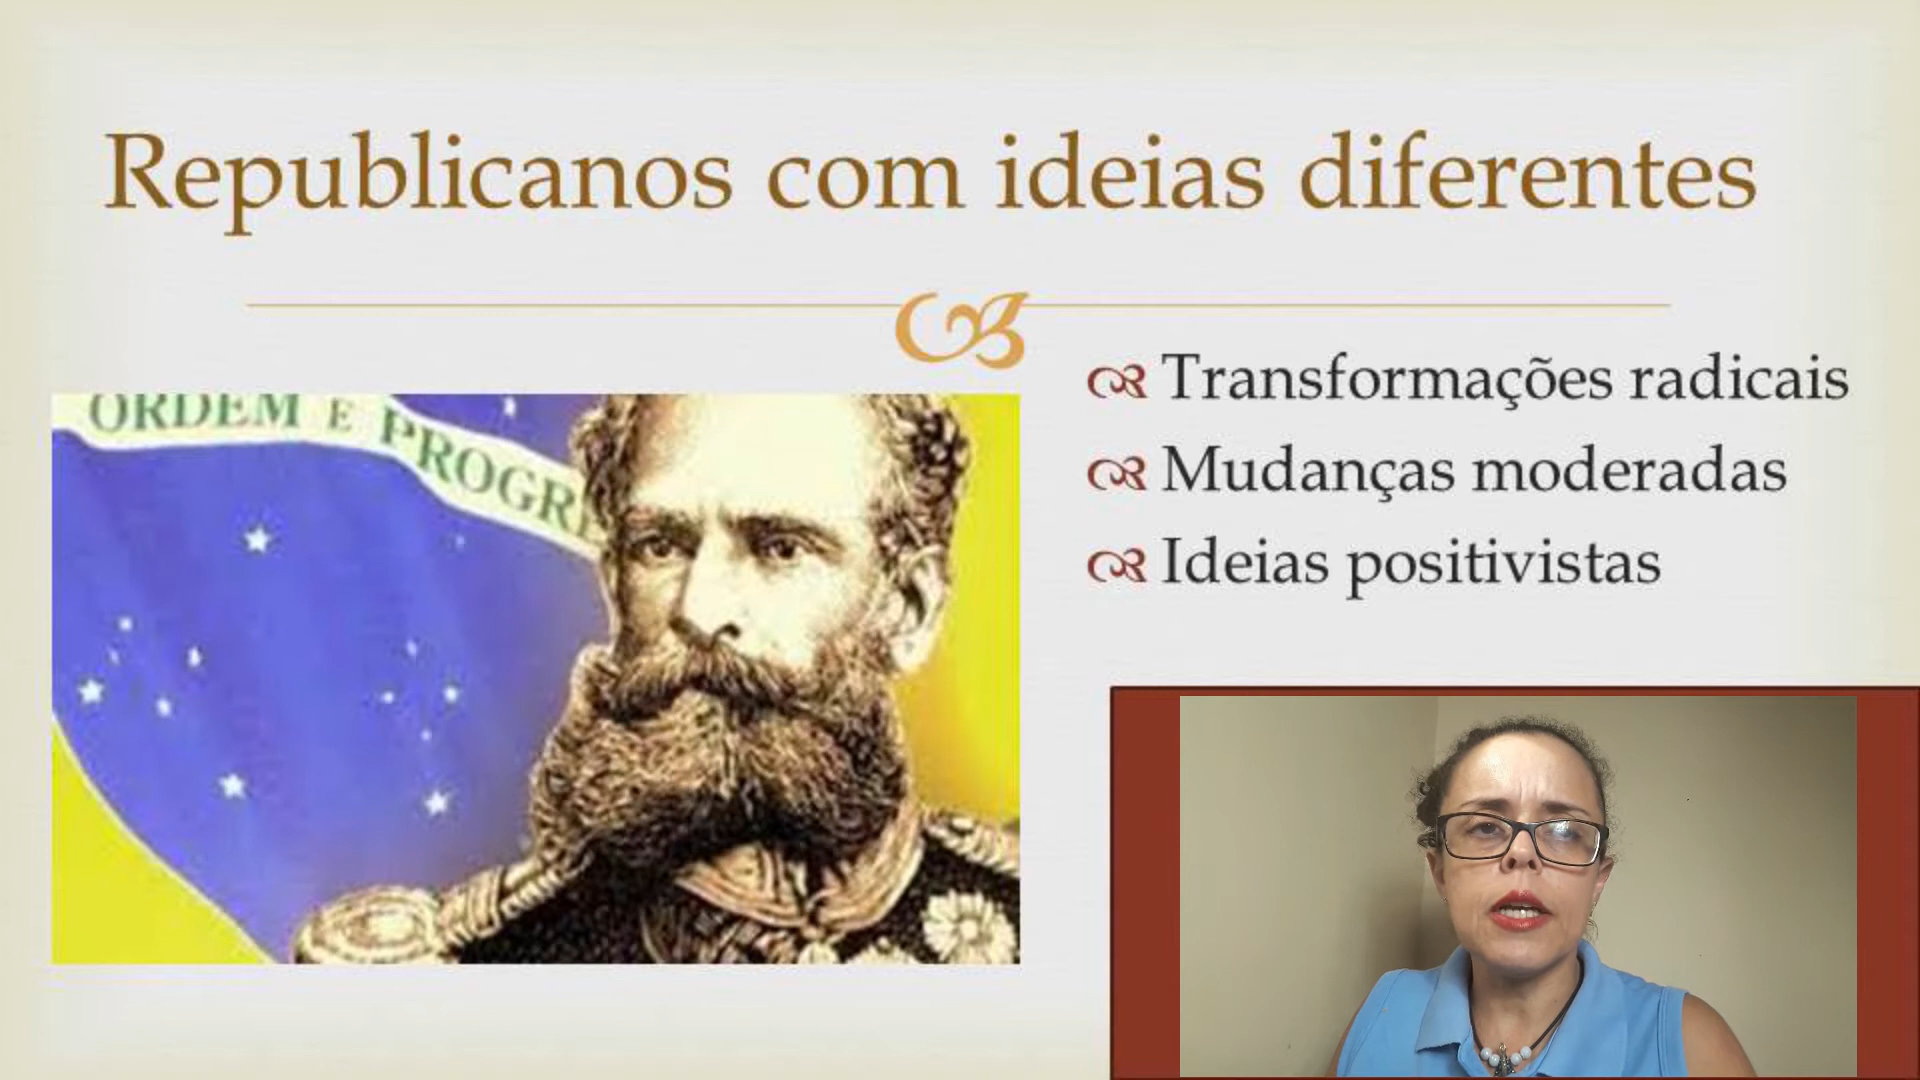 Republicanos com ideias diferentes
Transformações radicais
Mudanças moderadas
Ideias positivistas
ORDEM E PROGR